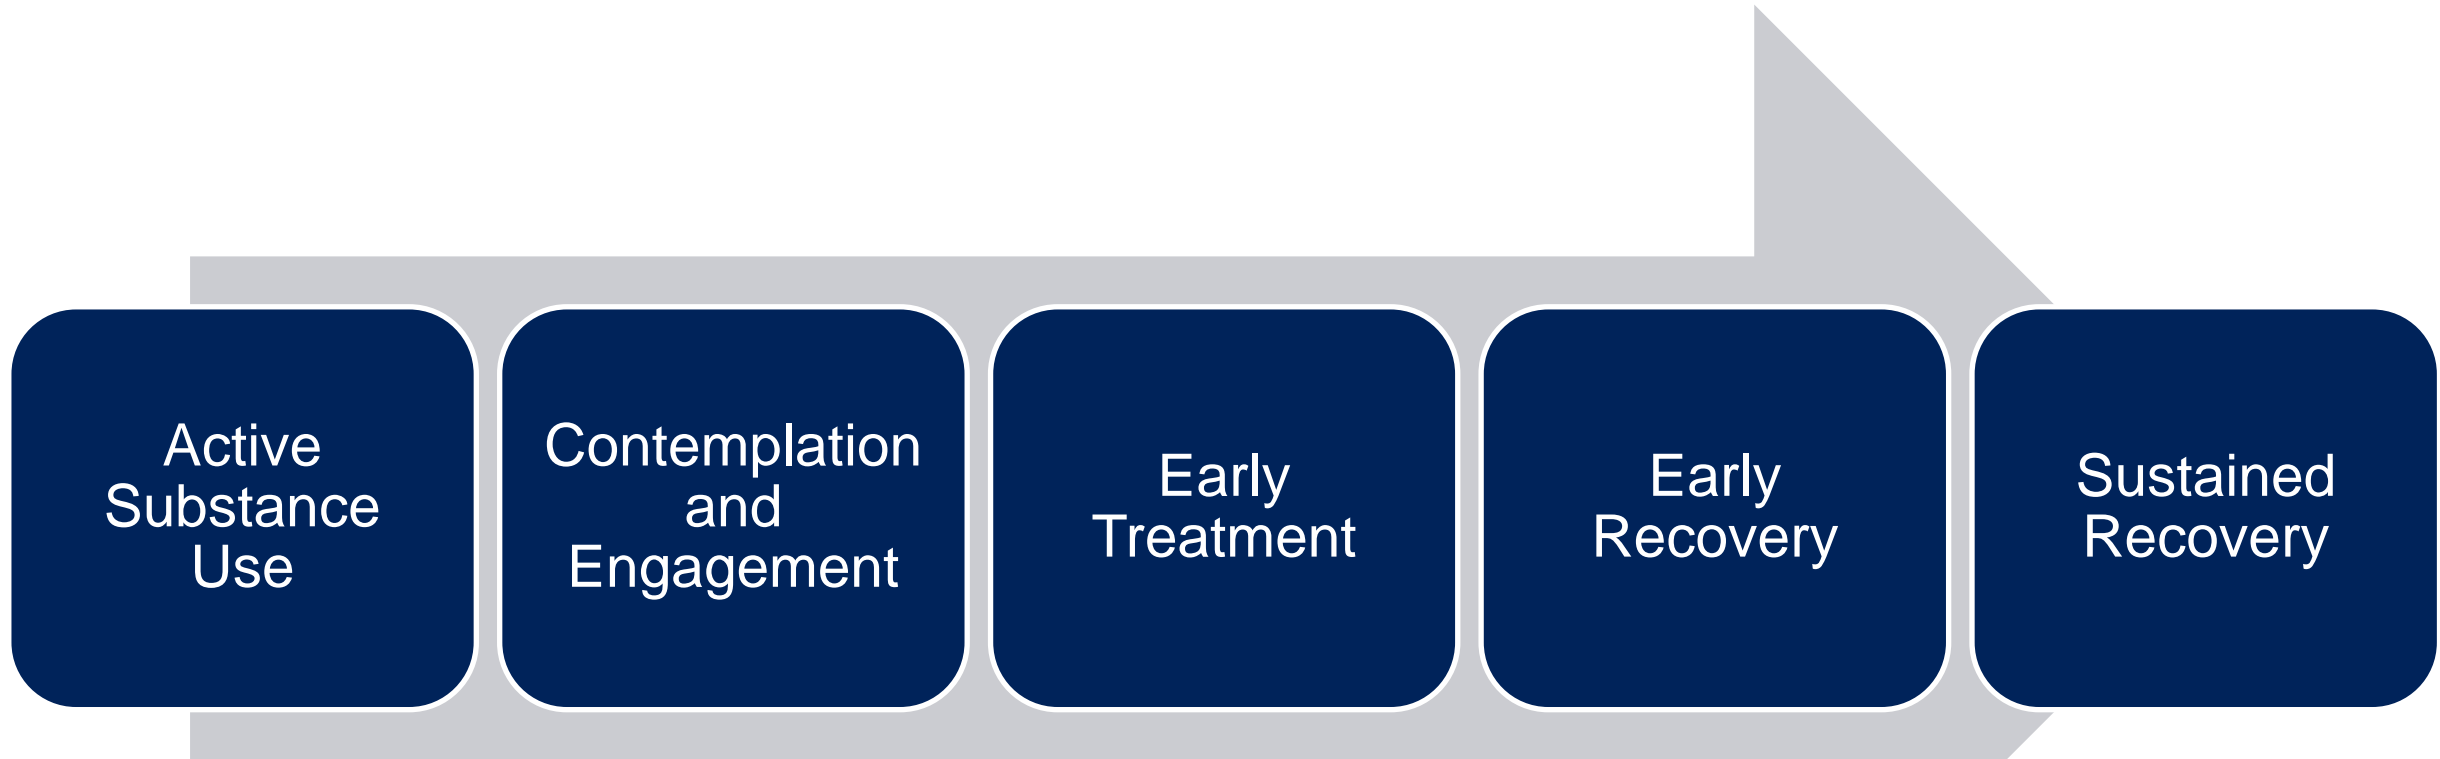 Active
Substance
Use
Contemplation
and
Engagement
Early
Treatment
Early
Recovery
Sustained
Recovery